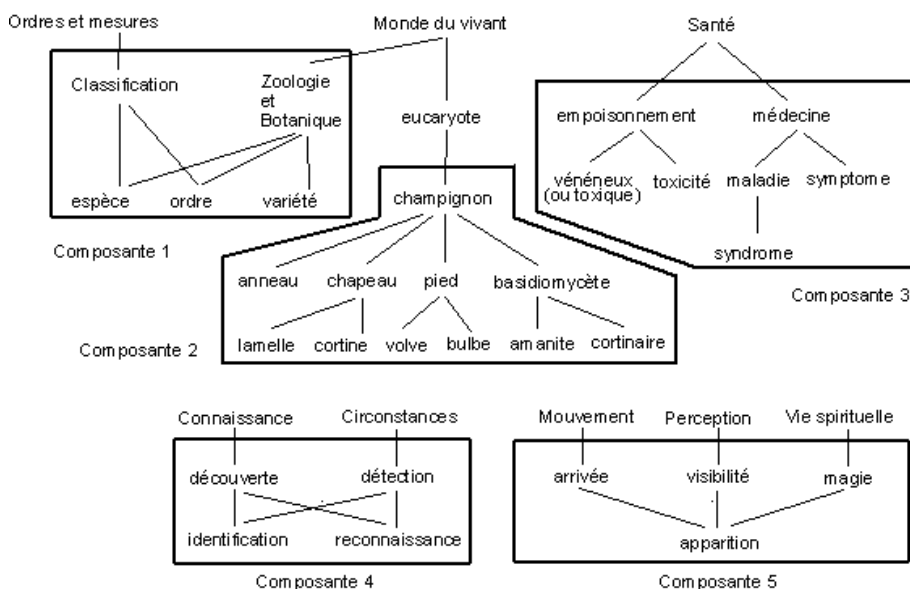 Ordres et mesures
Monde du vivant
Santé
Classification
Zoologie
et
Botanique
eucaryote
empoisonnement
médecine
espèce
ordre
variété
champignon
vénéneux
(ou toxique)
toxicité
maladie
symptome
syndrome
Composante 1
anneau
chapeau
pied
basidiomycète
Composante 3
lamelle
cortine
volve
bulbe
amanite
cortinaire
Composante 2
Connaissance
Circonstances
Mouvement
Perception
Vie spirituelle
découverte
détection
arrivée
visibilité
magie
identification
reconnaissance
apparition
Composante 4
Composante 5